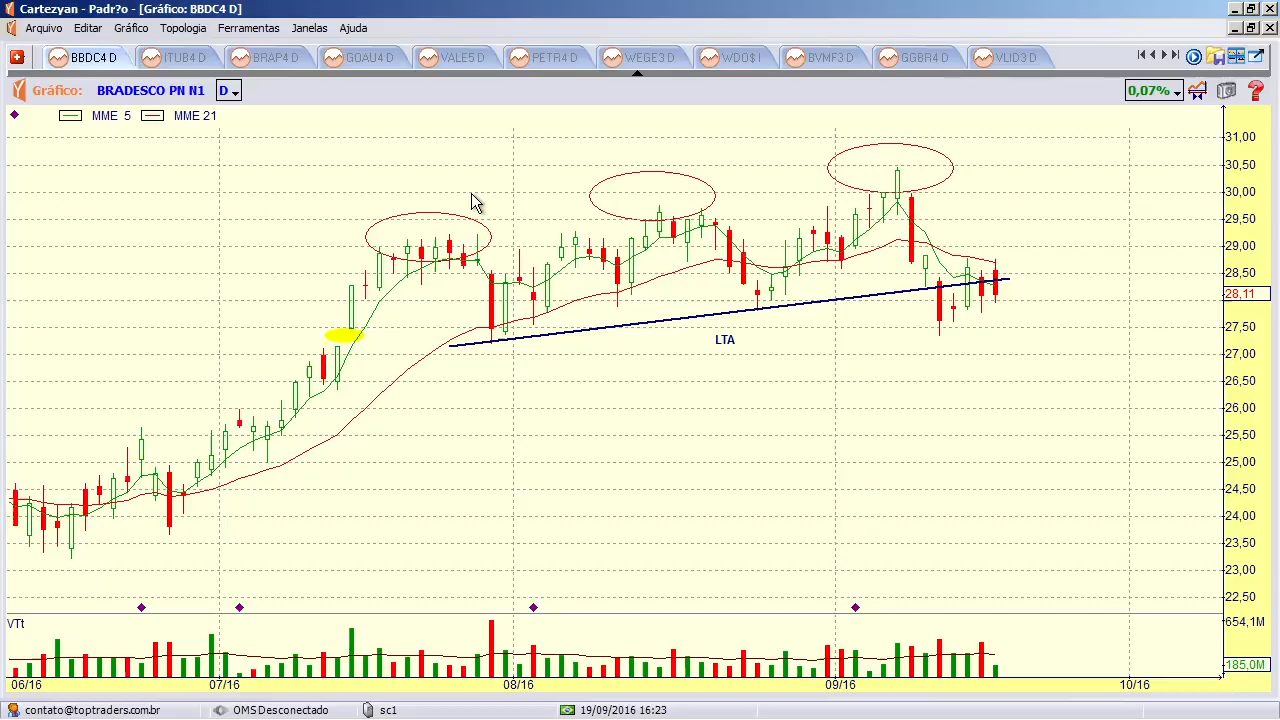 Cartezyan - Padr?o - [Gráfico: BBDC4 D]
Arquivo Editar Gráfico Topologia Ferramentas Janelas Ajuda
BBDC4 D ITUB4 D BRAP4 D GOAU4 D VALE5 D PETR4 D WEGE3 D WDO$1 BVMF3 D GGBR4 D VLID3 D
Gráfico: BRADESCO PN N1 D 0,07%
MME 5 MME 21
31,00
30,50
30,00
29,50
29,00
28,50
28,11
27,50
LTA
27,00
26,50
26,00
25,50
25,00
24,50
24,00
23,50
23,00
22,50
VTt
654,1M
185,0M
06/16 07/16 08/16 09/16 10/16
contato@toptraders.com.br OMS Desconectado sc1 19/09/2016 16:23